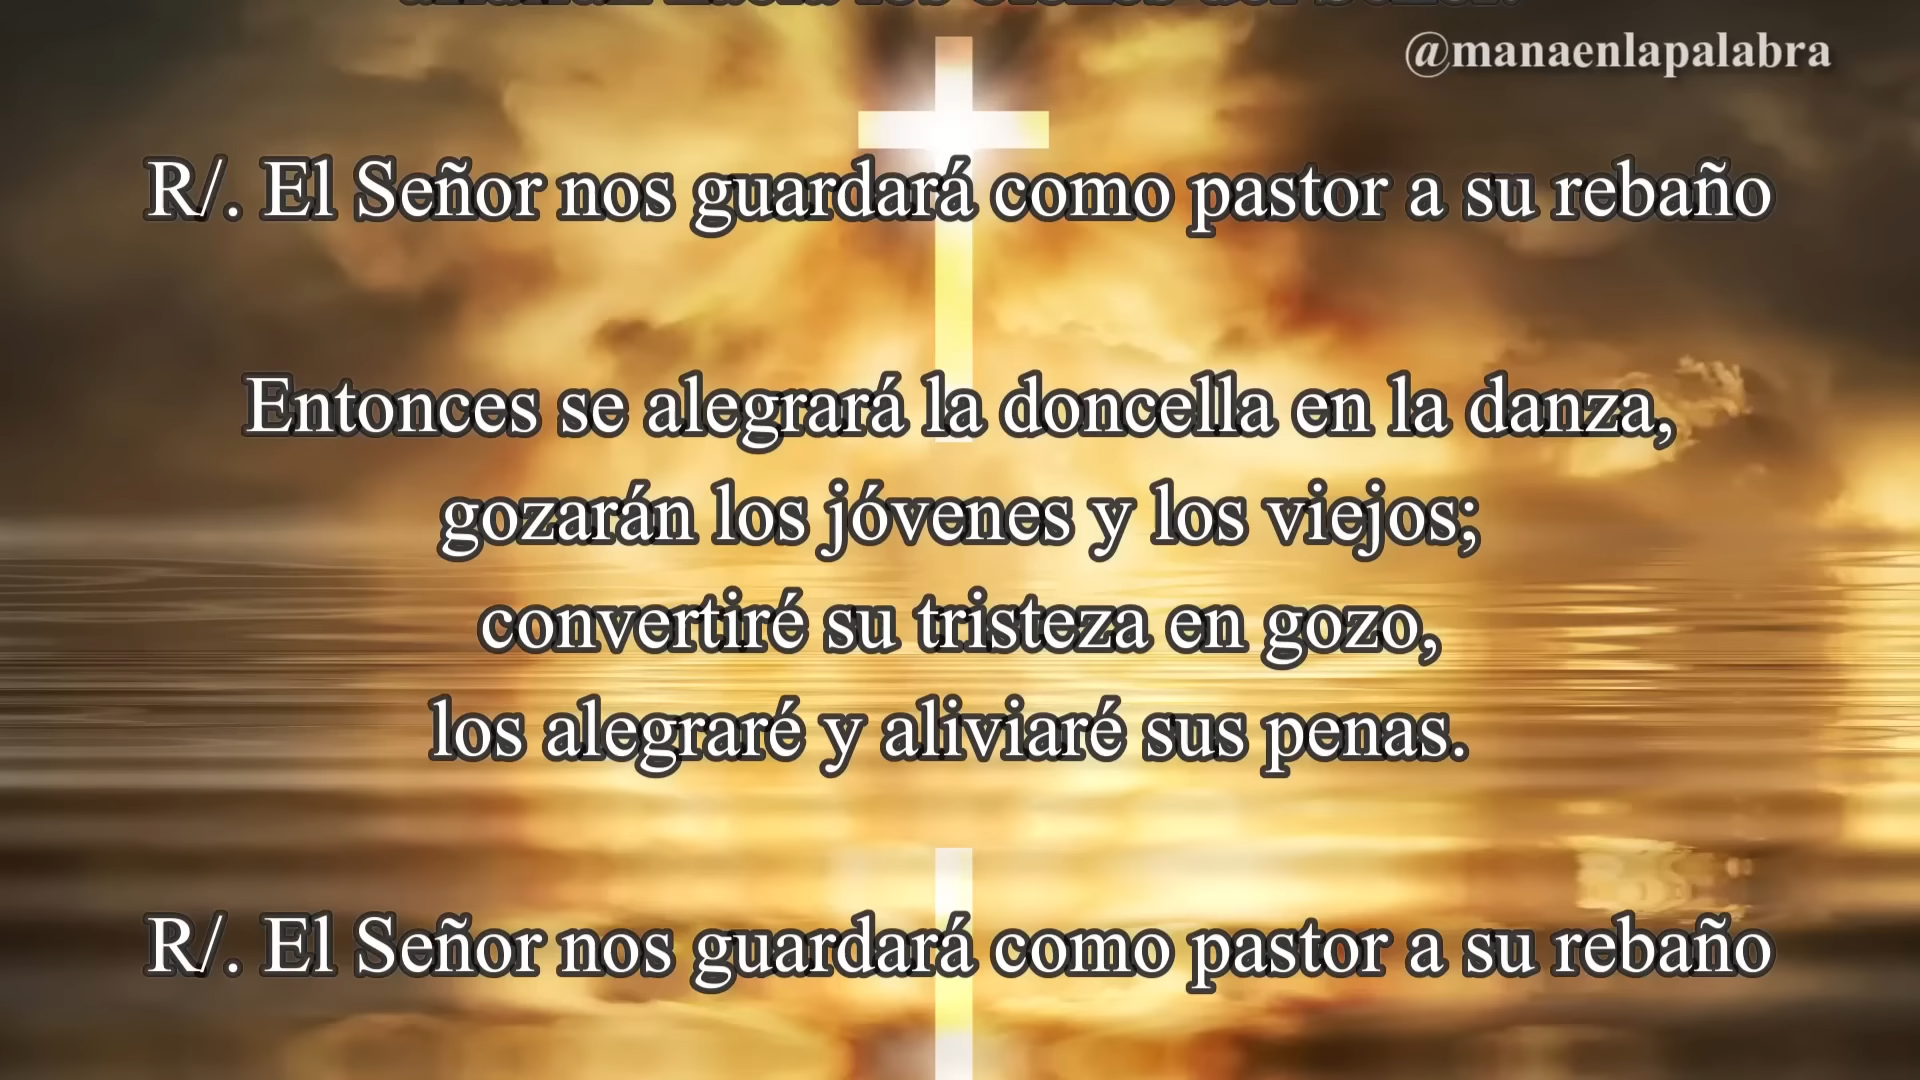 @manaenlapalabra
R/. El Señor nos guardará como pastor a su rebaño
Entonces se alegrará la doncella en la danza,
gozarán los jóvenes y los viejos;
convertiré su tristeza en gozo,
los alegraré y aliviaré sus penas.
R/. El Señor nos guardará como pastor a su rebaño